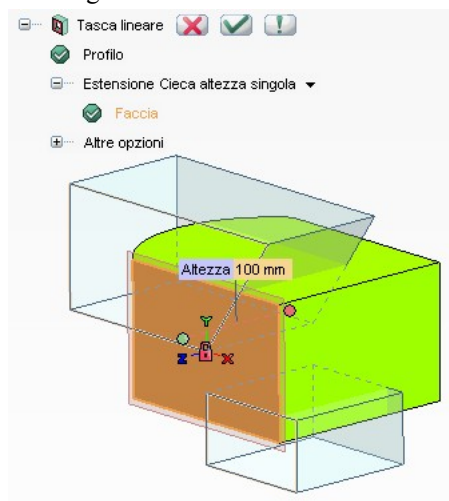 Tasca lineare
Profilo
Estensione Cieca altezza singola
Faccia
Altre opzioni
Altezza 100 mm
Y
Z X